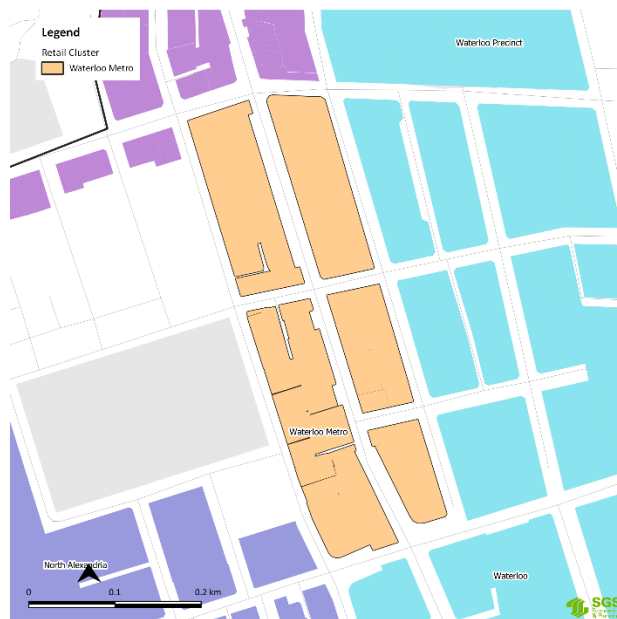 Legend
Retail Cluster
Waterloo Metro
Waterloo Precinct
Waterloo Metro
North Alexandria
Waterloo
0 0.1 0.2 km
SGS